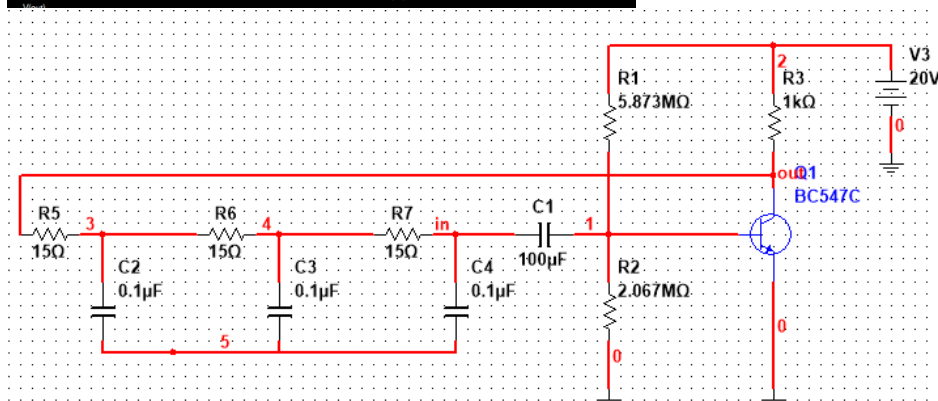 V(out)
V3
20V
2
R1
5.873MΩ
R3
1kΩ
0
out
Q1
BC547C
R5
15Ω
3
R6
15Ω
4
R7
15Ω
in
C1
100µF
1
C2
0.1µF
C3
0.1µF
C4
0.1µF
R2
2.067MΩ
5
0
0